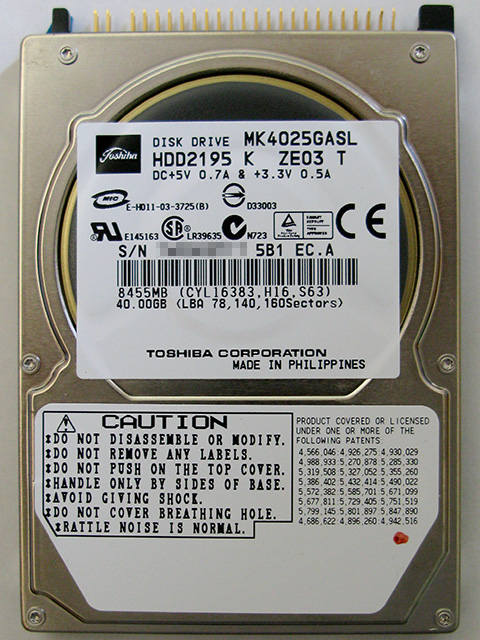 Toshiba
DISK DRIVE MK4025GASL
HDD2195 K ZE03 T
DC+5V 0.7A & +3.3V 0.5A
MIC E-H011-03-3725(B) D33003
E145163 LR39635 N723 CE
S/N 5B1 EC.A
8455MB (CYL16383,H16,S63)
40.00GB (LBA 78,140,160Sectors)
TOSHIBA CORPORATION
MADE IN PHILIPPINES
CAUTION
*DO NOT DISASSEMBLE OR MODIFY.
*DO NOT REMOVE ANY LABELS.
*DO NOT PUSH ON THE TOP COVER.
*HANDLE ONLY BY SIDES OF BASE.
*AVOID GIVING SHOCK.
*DO NOT COVER BREATHING HOLE.
*RATTLE NOISE IS NORMAL.
PRODUCT COVERED OR LICENSED
UNDER ONE OR MORE OF THE
FOLLOWING PATENTS:
4,566,046:4,926,275:4,930,029
4,988,933:5,270,878:5,285,330
5,319,508:5,327,052:5,355,260
5,386,402:5,432,414:5,490,022
5,572,382:5,585,701:5,671,099
5,677,811:5,729,405:5,751,519
5,799,145:5,801,897:5,847,890
4,686,622:4,896,260:4,942,516